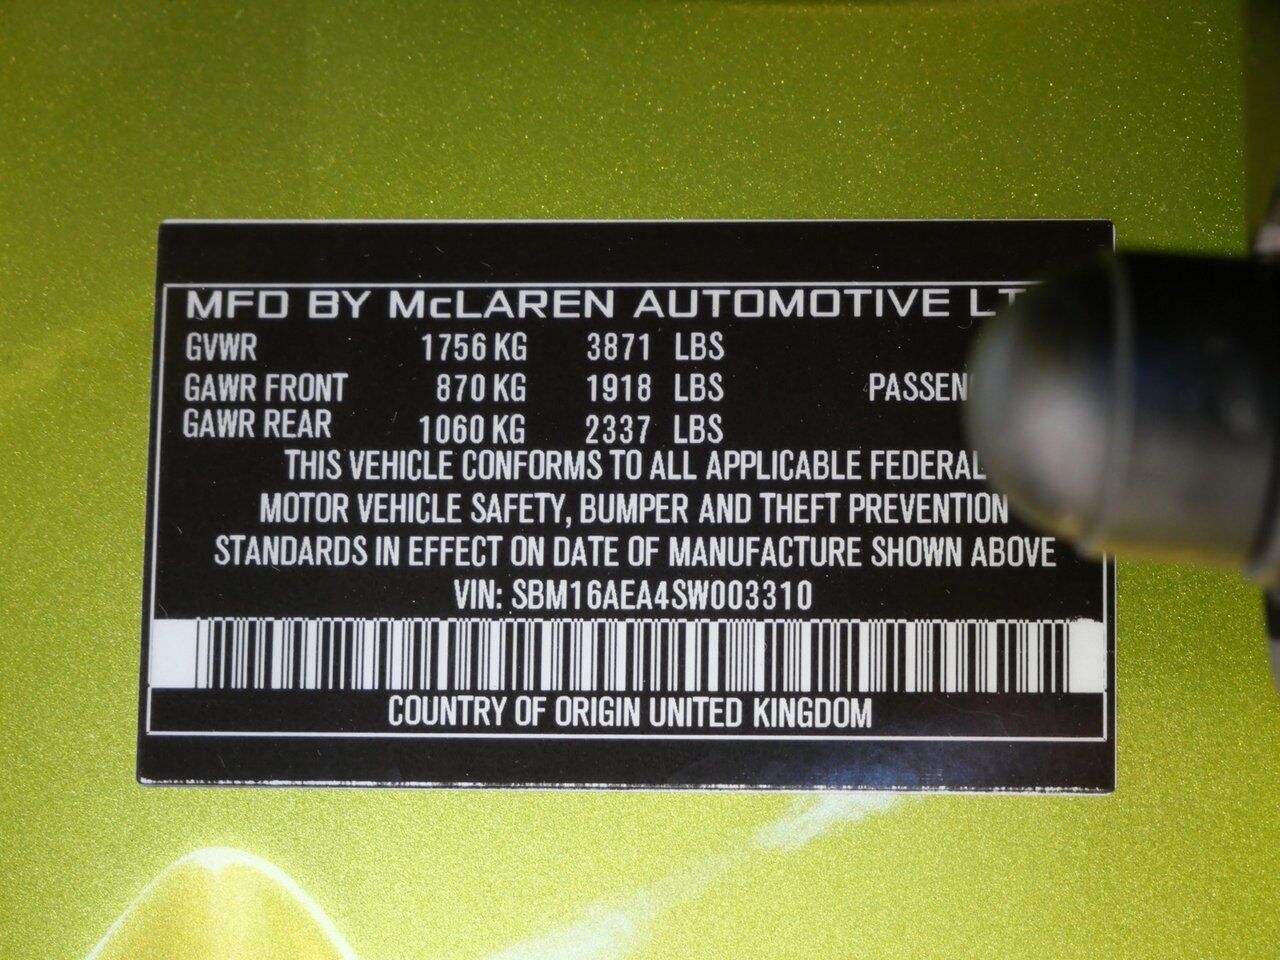 MFD BY McLAREN AUTOMOTIVE
GVWR 1756 KG 3871 LBS
GAWR FRONT 870 KG 1918 LBS
GAWR REAR 1060 KG 2337 LBS
THIS VEHICLE CONFORMS TO ALL APPLICABLE FEDERAL
MOTOR VEHICLE SAFETY, BUMPER AND THEFT PREVENTION
STANDARDS IN EFFECT ON DATE OF MANUFACTURE SHOWN ABOVE
VIN: SBM16AEA4SW003310
COUNTRY OF ORIGIN UNITED KINGDOM